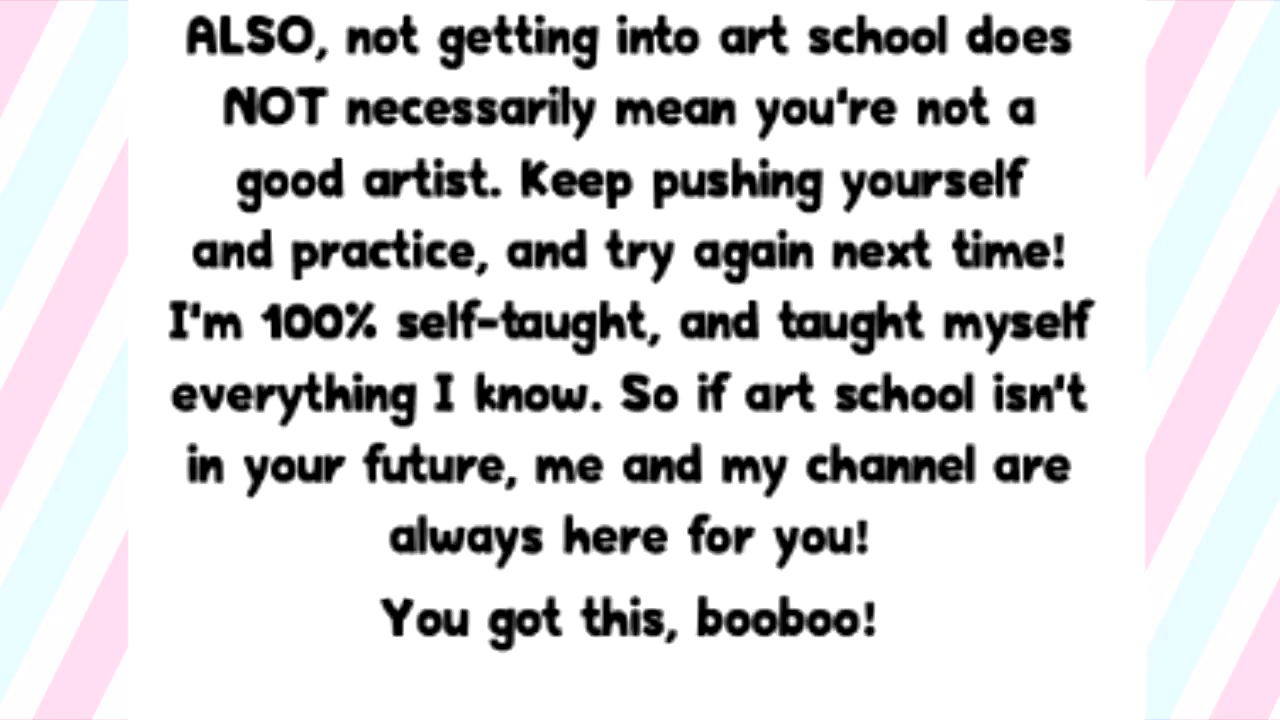 ALSO, not getting into art school does
NOT necessarily mean you're not a
good artist. Keep pushing yourself
and practice, and try again next time!
I'm 100% self-taught, and taught myself
everything I know. So if art school isn't
in your future, me and my channel are
always here for you!
You got this, booboo!